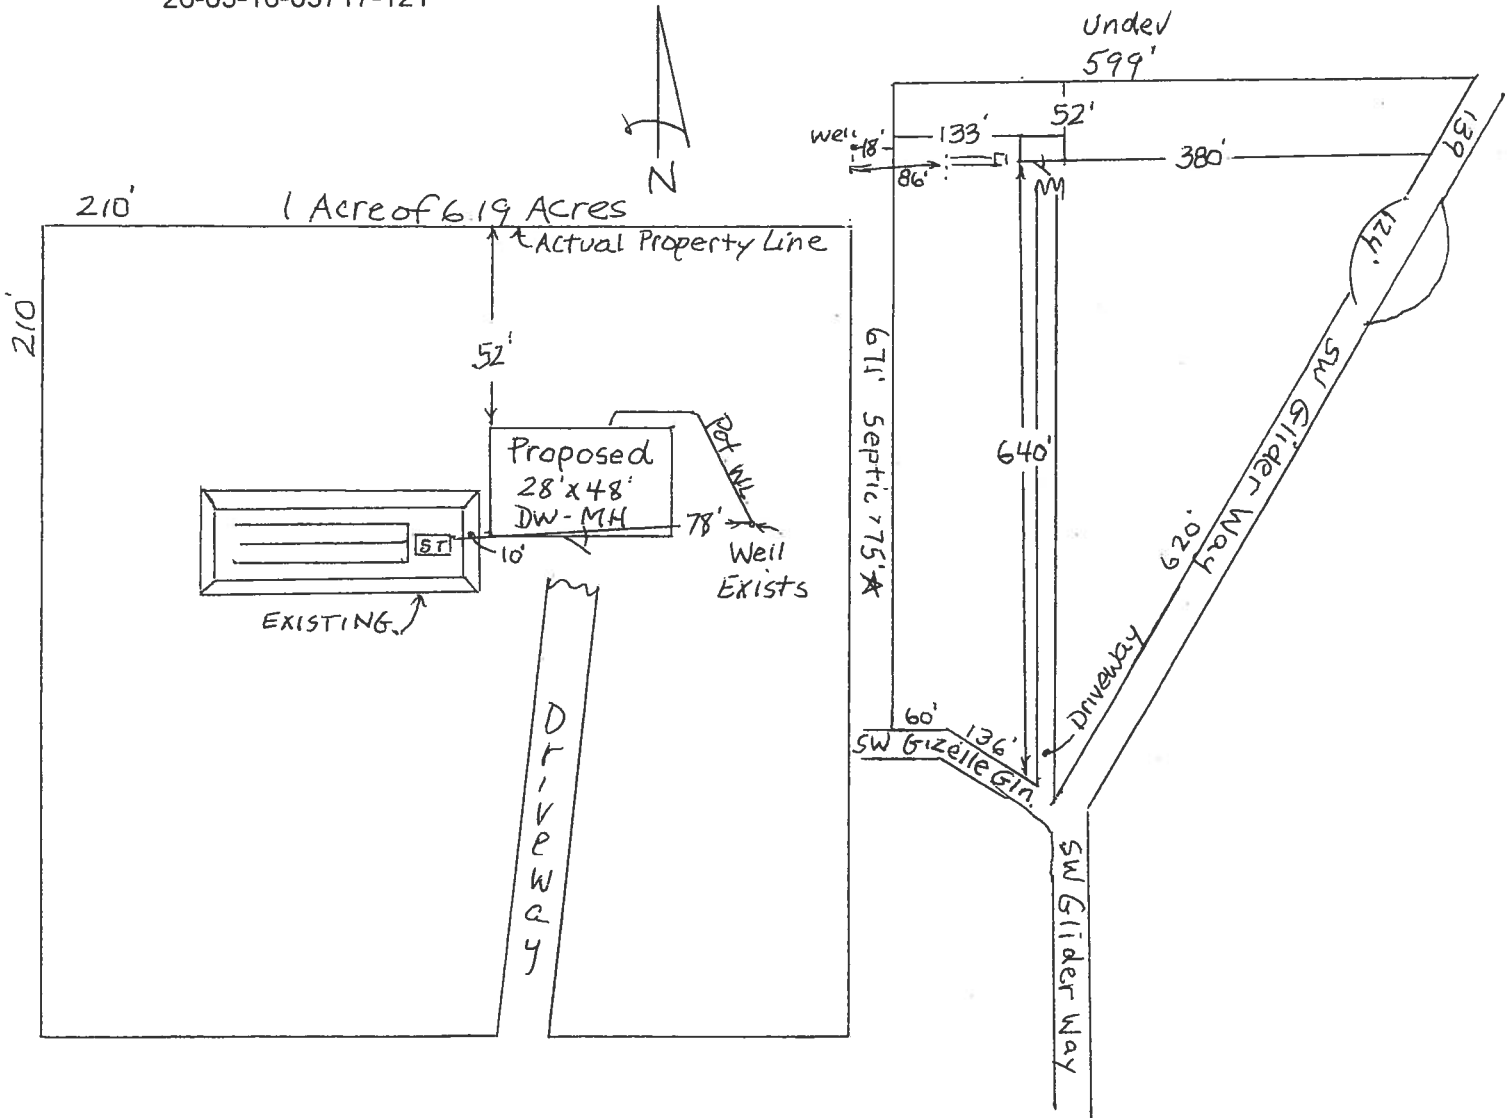 N
210'
1 Acre of 6.19 Acres
Actual Property Line
210'
52'
Proposed
28' x 48'
DW-MH
Pot. WL.
78'
Well
Exists
ST
10'
EXISTING
Driveway
Undev
599'
52'
Well
18'
133'
86'
380'
139
124'
671' Septic > 75' ★
640'
SW Glider Way
620'
Driveway
60'
136'
SW Gizelle Gln.
SW Glider Way